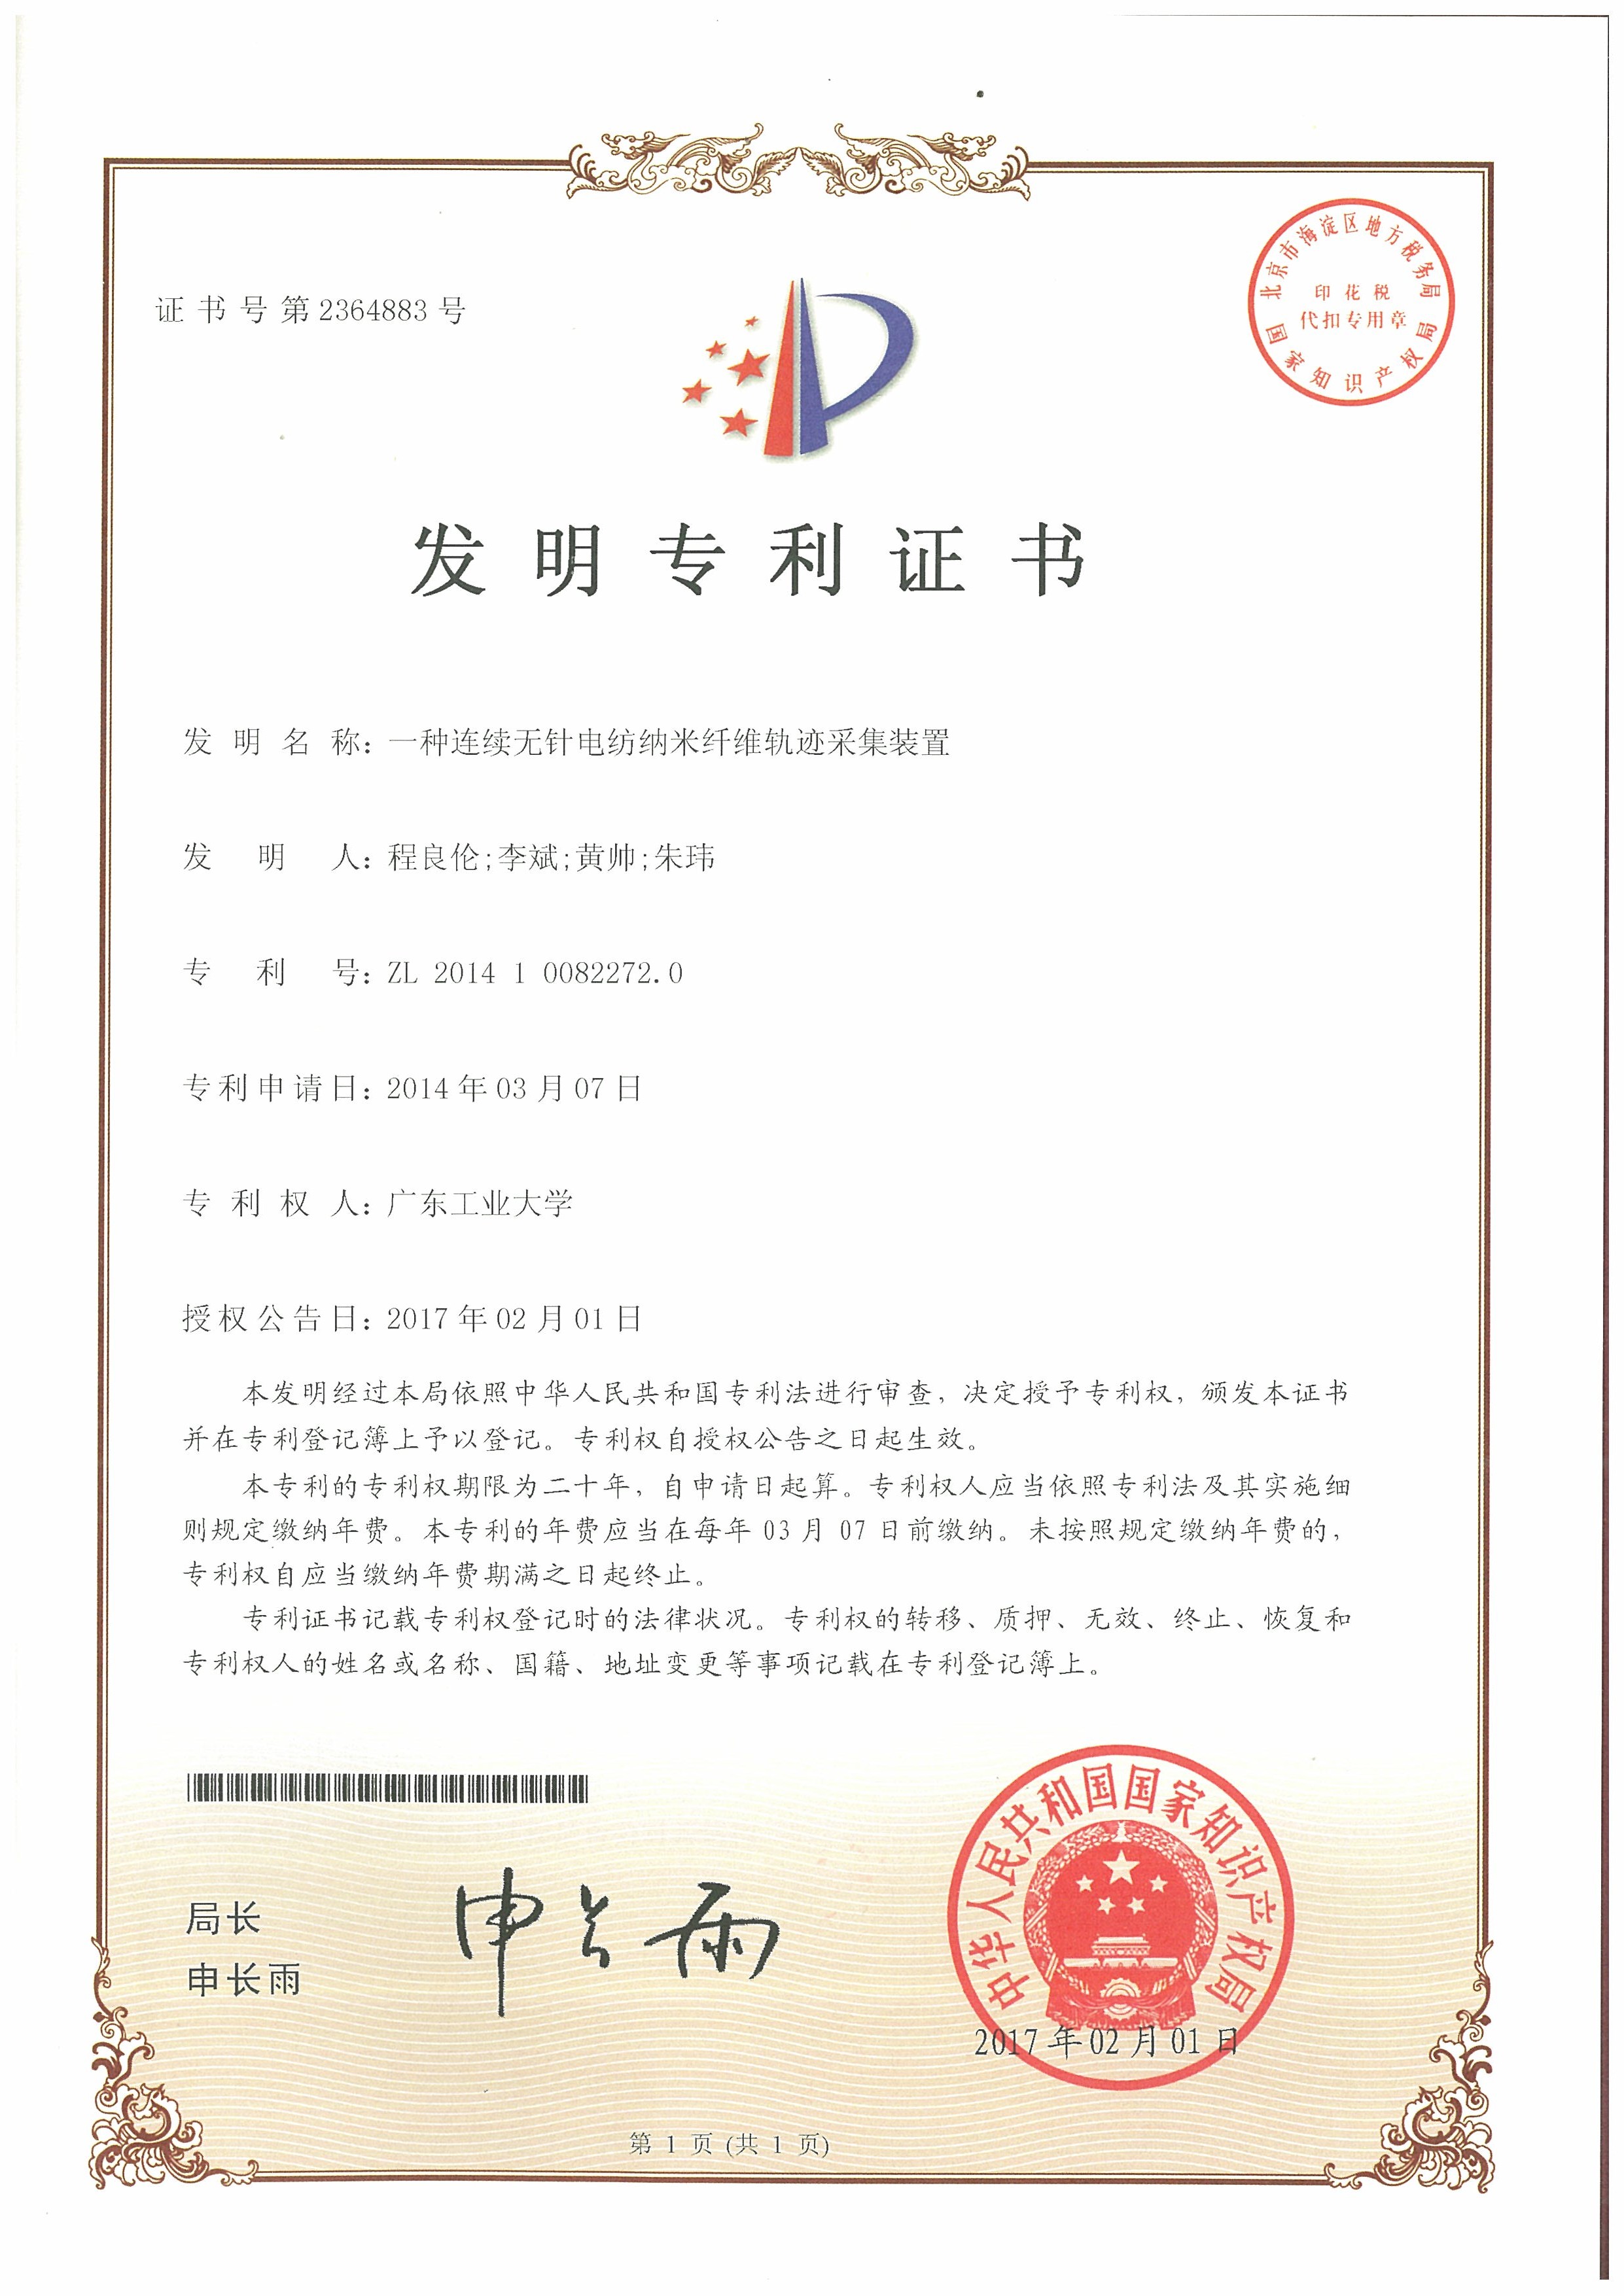 证书号第2364883号
北京市海淀区地方税务局
印花税
代扣专用章
国家知识产权局
发明专利证书
发明名称：一种连续无针电纺纳米纤维轨迹采集装置
发明人：程良伦;李斌;黄帅;朱玮
专利号：ZL 2014 1 0082272.0
专利申请日：2014年03月07日
专利权人：广东工业大学
授权公告日：2017年02月01日
本发明经过本局依照中华人民共和国专利法进行审查，决定授予专利权，颁发本证书
并在专利登记簿上予以登记。专利权自授权公告之日起生效。
本专利的专利权期限为二十年，自申请日起算。专利权人应当依照专利法及其实施细
则规定缴纳年费。本专利的年费应当在每年 03 月 07 日前缴纳。未按照规定缴纳年费的，
专利权自应当缴纳年费期满之日起终止。
专利证书记载专利权登记时的法律状况。专利权的转移、质押、无效、终止、恢复和
专利权人的姓名或名称、国籍、地址变更等事项记载在专利登记簿上。
局长
申长雨
申长雨
中华人民共和国国家知识产权局
2017年02月01日
第 1 页 (共 1 页)